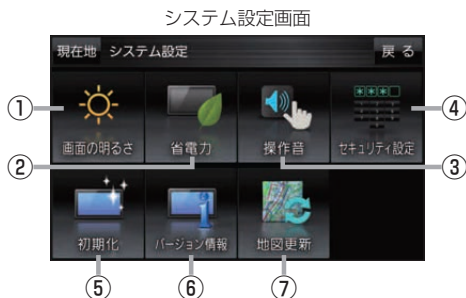 システム設定画面
現在地 システム設定 戻る
① 画面の明るさ 省電力 操作音 セキュリティ設定 ④
② ③
初期化 バージョン情報 地図更新
⑤ ⑥ ⑦